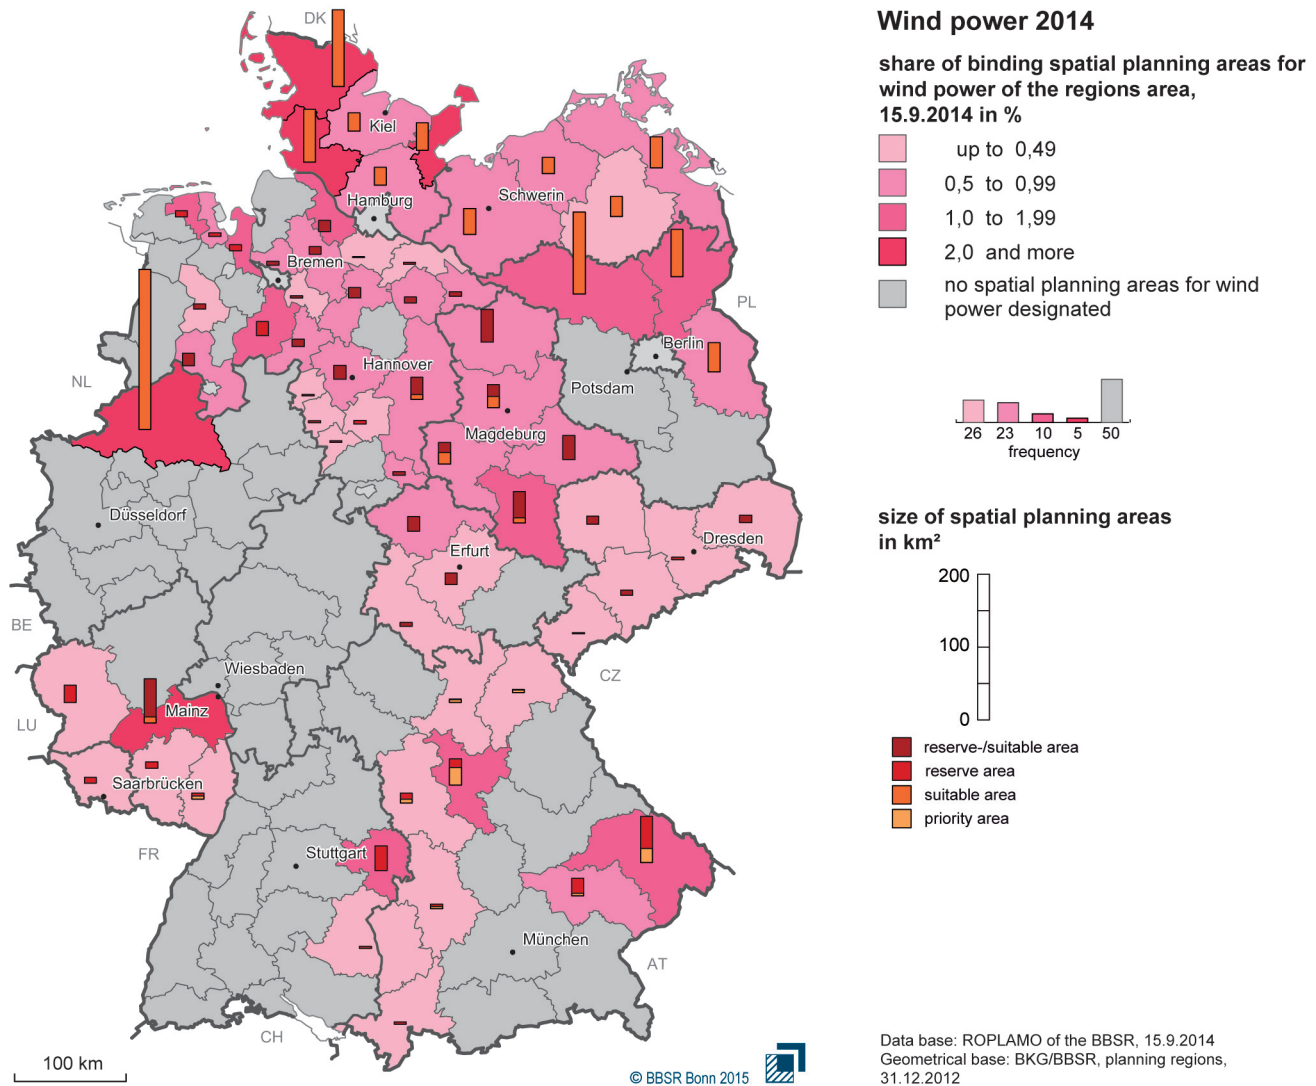 Wind power 2014
share of binding spatial planning areas for
wind power of the regions area,
15.9.2014 in %
up to 0,49
0,5 to 0,99
1,0 to 1,99
2,0 and more
no spatial planning areas for wind
power designated
26 23 10 5 50
frequency
size of spatial planning areas
in km²
200
100
0
reserve-/suitable area
reserve area
suitable area
priority area
Data base: ROPLAMO of the BBSR, 15.9.2014
Geometrical base: BKG/BBSR, planning regions,
31.12.2012
DK
Kiel
Schwerin
Hamburg
Bremen
PL
Berlin
Hannover
NL
Potsdam
Magdeburg
Düsseldorf
Dresden
Erfurt
BE
Wiesbaden
CZ
Mainz
LU
Saarbrücken
FR
Stuttgart
München
AT
CH
100 km
© BBSR Bonn 2015